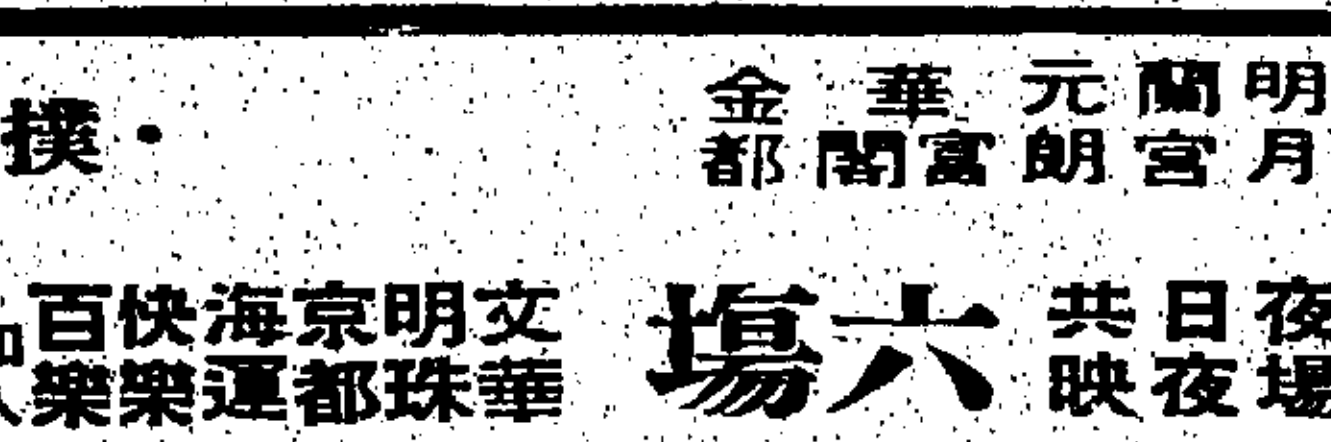 明月
蘭宮
元朗
華富閣
金都
·撲
夜場
日夜
共映
六塲
文華
明珠
京都
海運
快樂
百樂